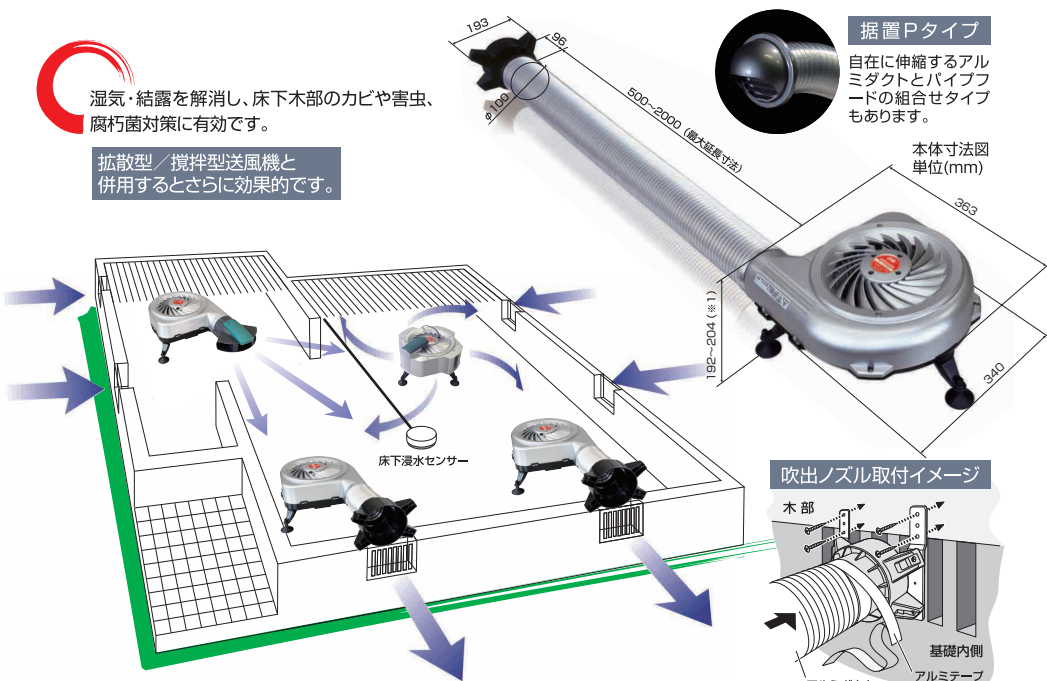 湿気・結露を解消し、床下木部のカビや害虫、
腐朽菌対策に有効です。
拡散型／撹拌型送風機と
併用するとさらに効果的です。
193
96
φ100
500～2000（最大延長寸法）
据置Pタイプ
自在に伸縮するアル
ミダクトとパイプフ
ードの組合せタイプ
もあります。
本体寸法図
単位(mm)
363
192～204（※1）
340
床下浸水センサー
吹出ノズル取付イメージ
木部
基礎内側
アルミテープ